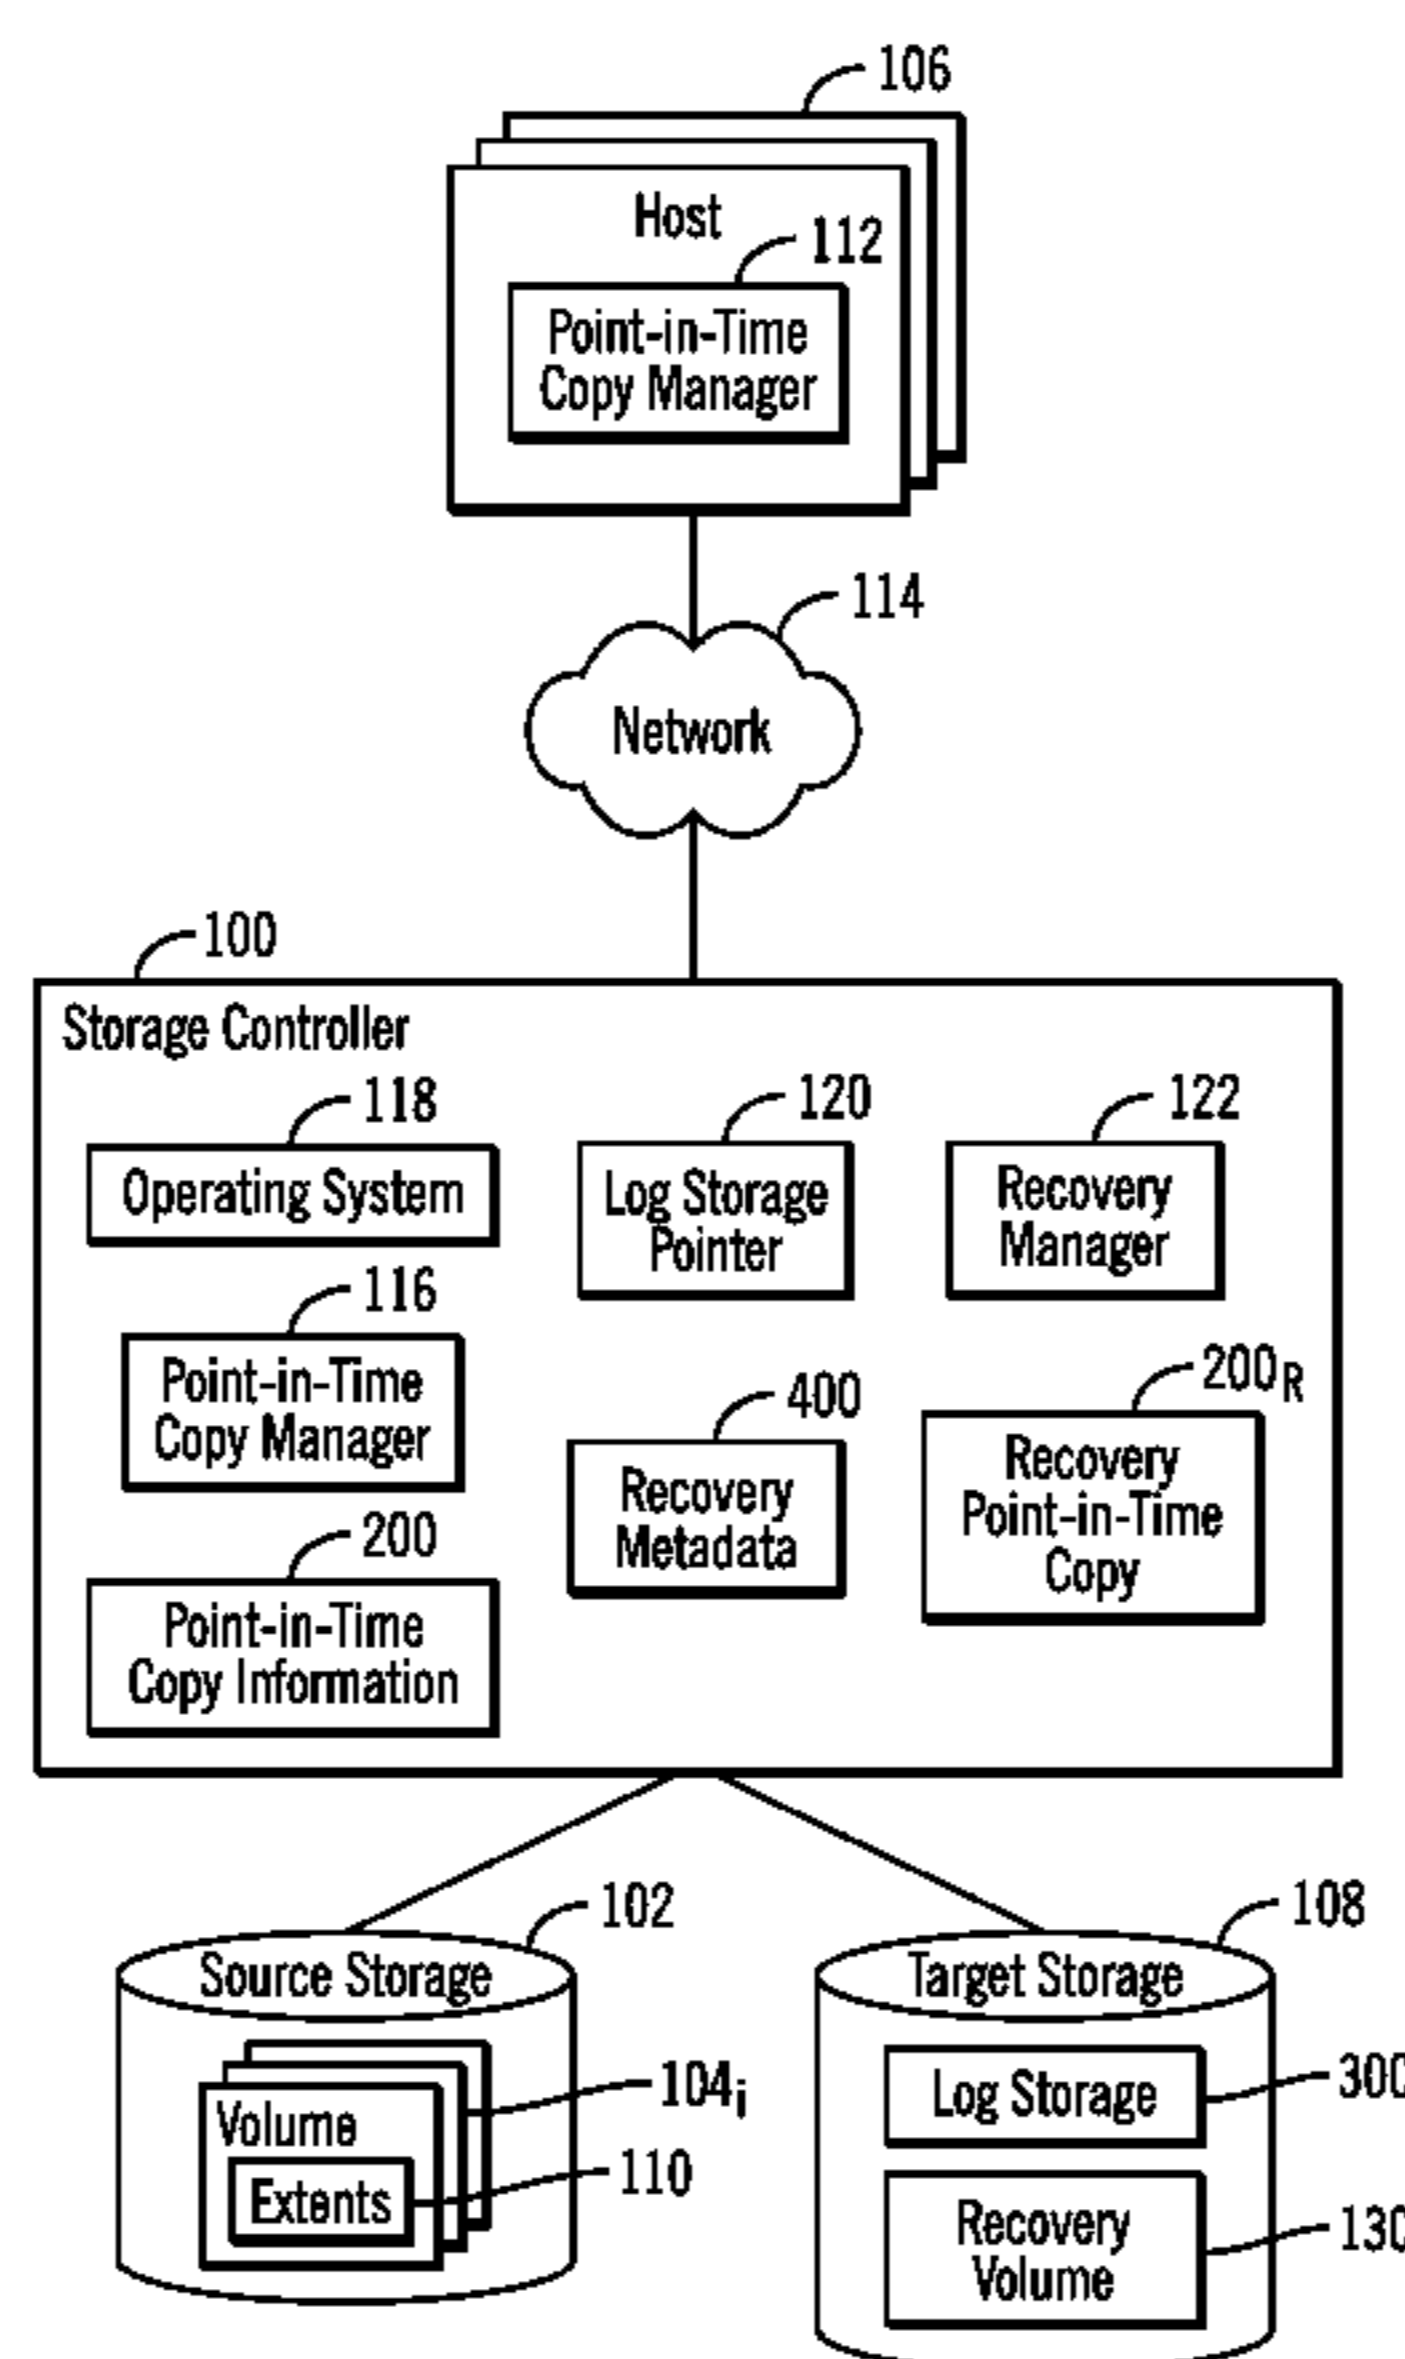 106
Host
112
Point-in-Time
Copy Manager
114
Network
100
Storage Controller
118
Operating System
120
Log Storage
Pointer
122
Recovery
Manager
116
Point-in-Time
Copy Manager
400
Recovery
Metadata
200R
Recovery
Point-in-Time
Copy
200
Point-in-Time
Copy Information
102
Source Storage
104i
Volume
110
Extents
108
Target Storage
300
Log Storage
130
Recovery
Volume